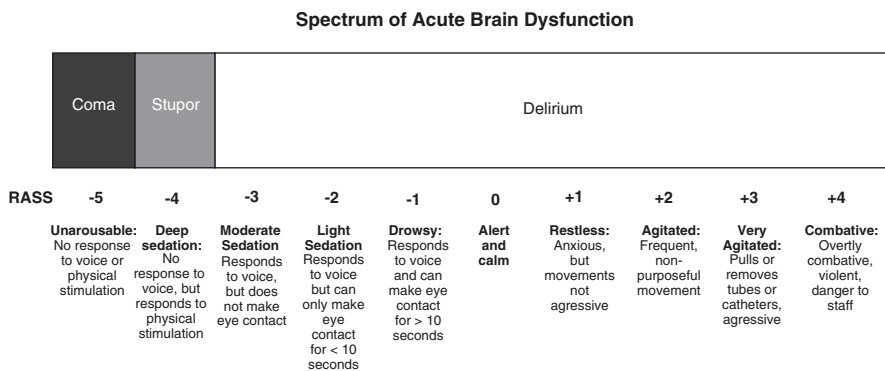 Spectrum of Acute Brain Dysfunction
Coma
Stupor
Delirium
RASS -5 -4 -3 -2 -1 0 +1 +2 +3 +4
Unarousable:
No response
to voice or
physical
stimulation
Deep
sedation:
No
response to
voice, but
responds to
physical
stimulation
Moderate
Sedation
Responds
to voice,
but does
not make
eye contact
Light
Sedation
Responds
to voice
but can
only make
eye
contact
for < 10
seconds
Drowsy:
Responds
to voice
and can
make eye
contact
for > 10
seconds
Alert
and
calm
Restless:
Anxious,
but
movements
not
agressive
Agitated:
Frequent,
non-
purposeful
movement
Very
Agitated:
Pulls or
removes
tubes or
catheters,
agressive
Combative:
Overtly
combative,
violent,
danger to
staff